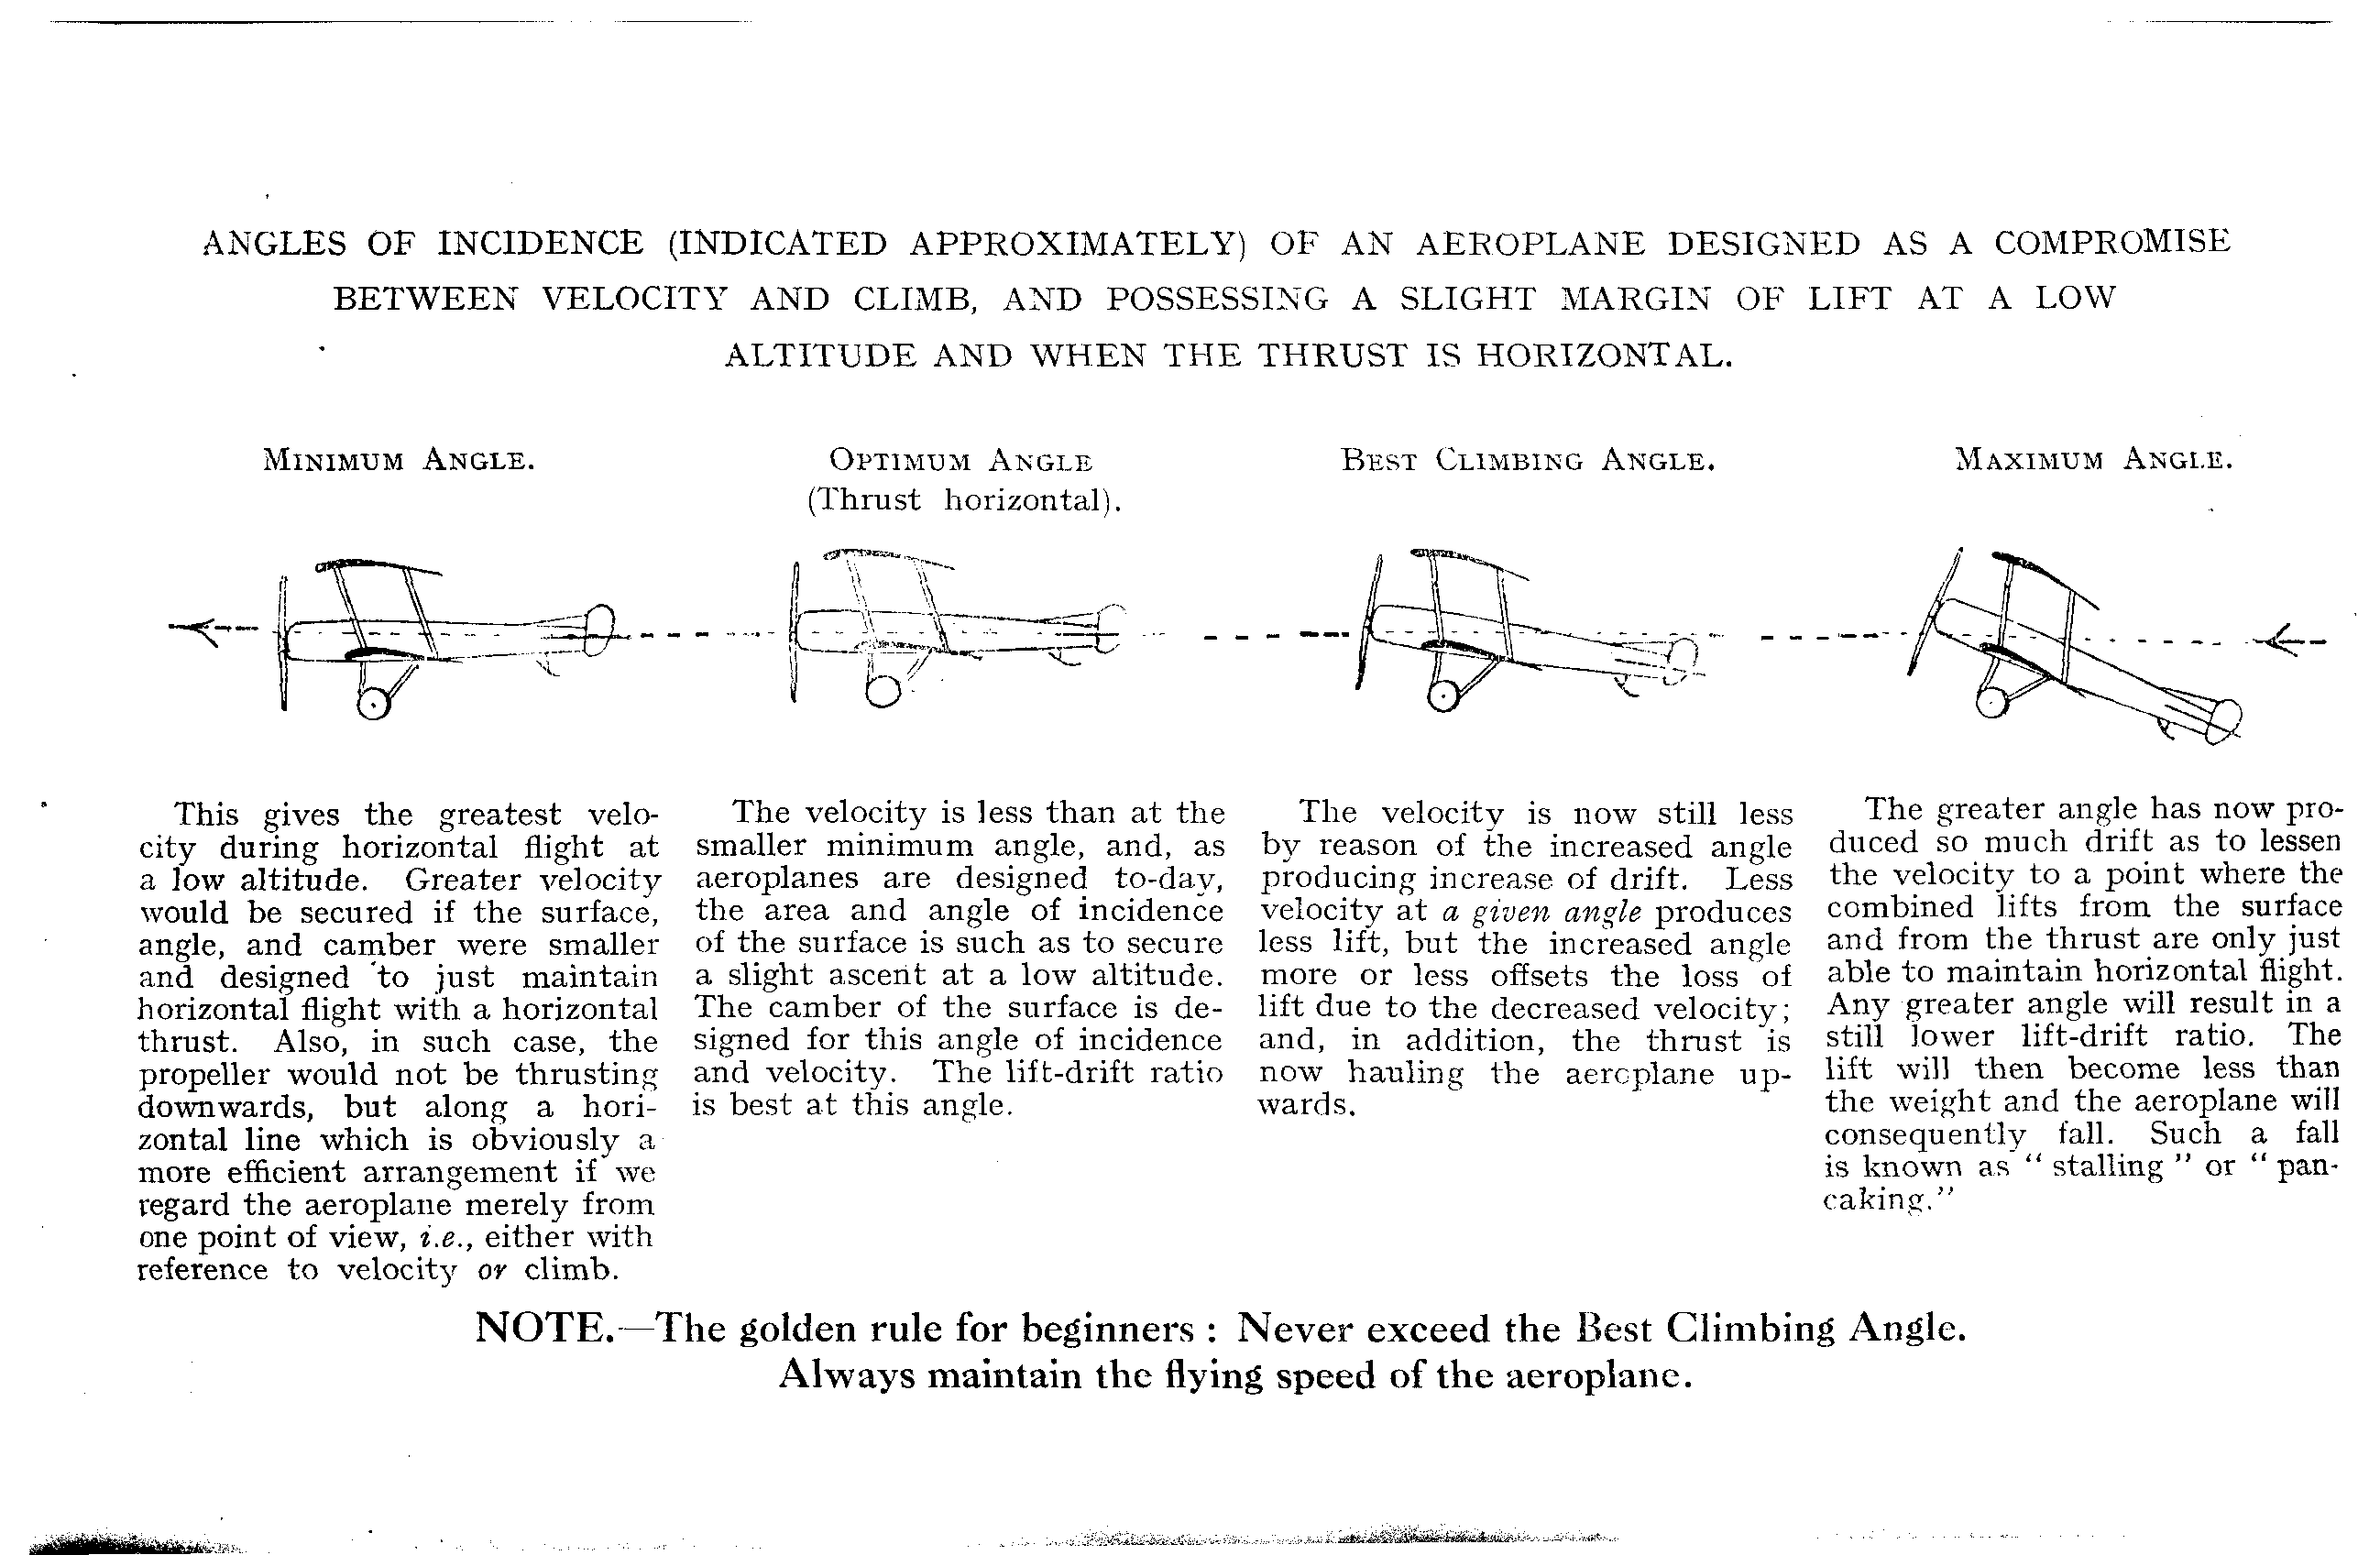 ANGLES OF INCIDENCE (INDICATED APPROXIMATELY) OF AN AEROPLANE DESIGNED AS A COMPROMISE
BETWEEN VELOCITY AND CLIMB, AND POSSESSING A SLIGHT MARGIN OF LIFT AT A LOW
ALTITUDE AND WHEN THE THRUST IS HORIZONTAL.
MINIMUM ANGLE.
This gives the greatest velo-
city during horizontal flight at
a low altitude. Greater velocity
would be secured if the surface,
angle, and camber were smaller
and designed to just maintain
horizontal flight with a horizontal
thrust. Also, in such case, the
propeller would not be thrusting
downwards, but along a hori-
zontal line which is obviously a
more efficient arrangement if we
regard the aeroplane merely from
one point of view, i.e., either with
reference to velocity or climb.
OPTIMUM ANGLE
(Thrust horizontal).
The velocity is less than at the
smaller minimum angle, and, as
aeroplanes are designed to-day,
the area and angle of incidence
of the surface is such as to secure
a slight ascent at a low altitude.
The camber of the surface is de-
signed for this angle of incidence
and velocity. The lift-drift ratio
is best at this angle.
BEST CLIMBING ANGLE.
The velocity is now still less
by reason of the increased angle
producing increase of drift. Less
velocity at a given angle produces
less lift, but the increased angle
more or less offsets the loss of
lift due to the decreased velocity;
and, in addition, the thrust is
now hauling the aeroplane up-
wards.
MAXIMUM ANGLE.
The greater angle has now pro-
duced so much drift as to lessen
the velocity to a point where the
combined lifts from the surface
and from the thrust are only just
able to maintain horizontal flight.
Any greater angle will result in a
still lower lift-drift ratio. The
lift will then become less than
the weight and the aeroplane will
consequently fall. Such a fall
is known as “ stalling ” or “ pan-
caking.”
NOTE.—The golden rule for beginners : Never exceed the Best Climbing Angle.
Always maintain the flying speed of the aeroplane.